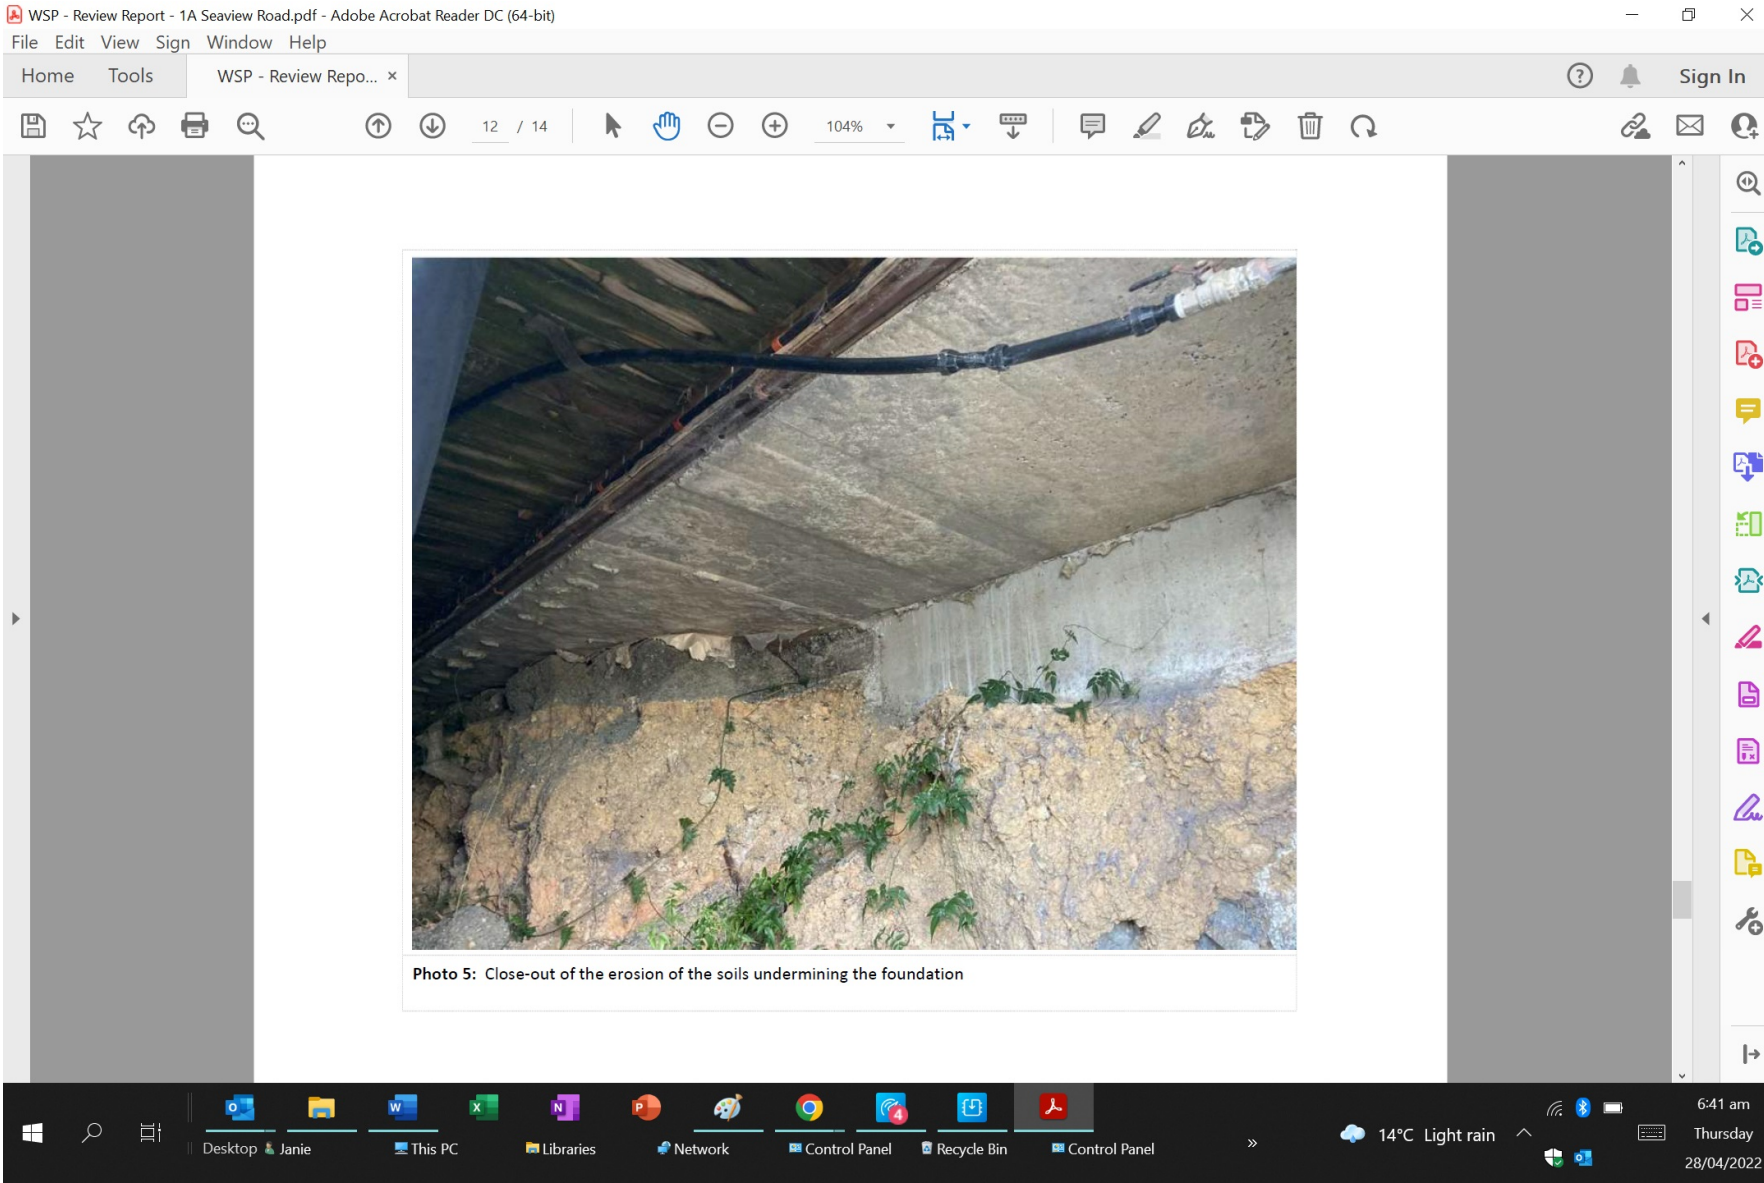 WSP - Review Report - 1A Seaview Road.pdf - Adobe Acrobat Reader DC (64-bit)
File Edit View Sign Window Help
Home Tools WSP - Review Repo... × Sign In
12 / 14 104%
Photo 5: Close-out of the erosion of the soils undermining the foundation
4
Desktop Janie This PC Libraries Network Control Panel Recycle Bin Control Panel » 14°C Light rain
6:41 am
Thursday
28/04/2022